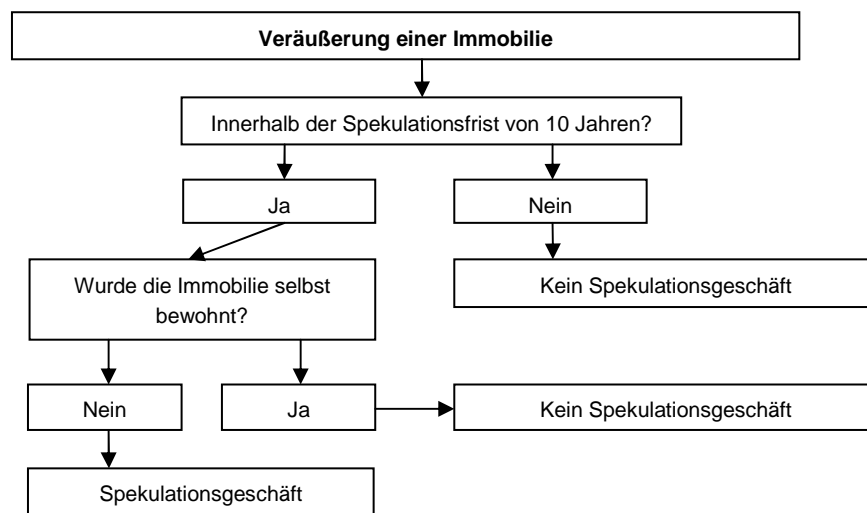 Veräußerung einer Immobilie
Innerhalb der Spekulationsfrist von 10 Jahren?
Ja
Nein
Wurde die Immobilie selbst
bewohnt?
Kein Spekulationsgeschäft
Nein
Ja
Kein Spekulationsgeschäft
Spekulationsgeschäft